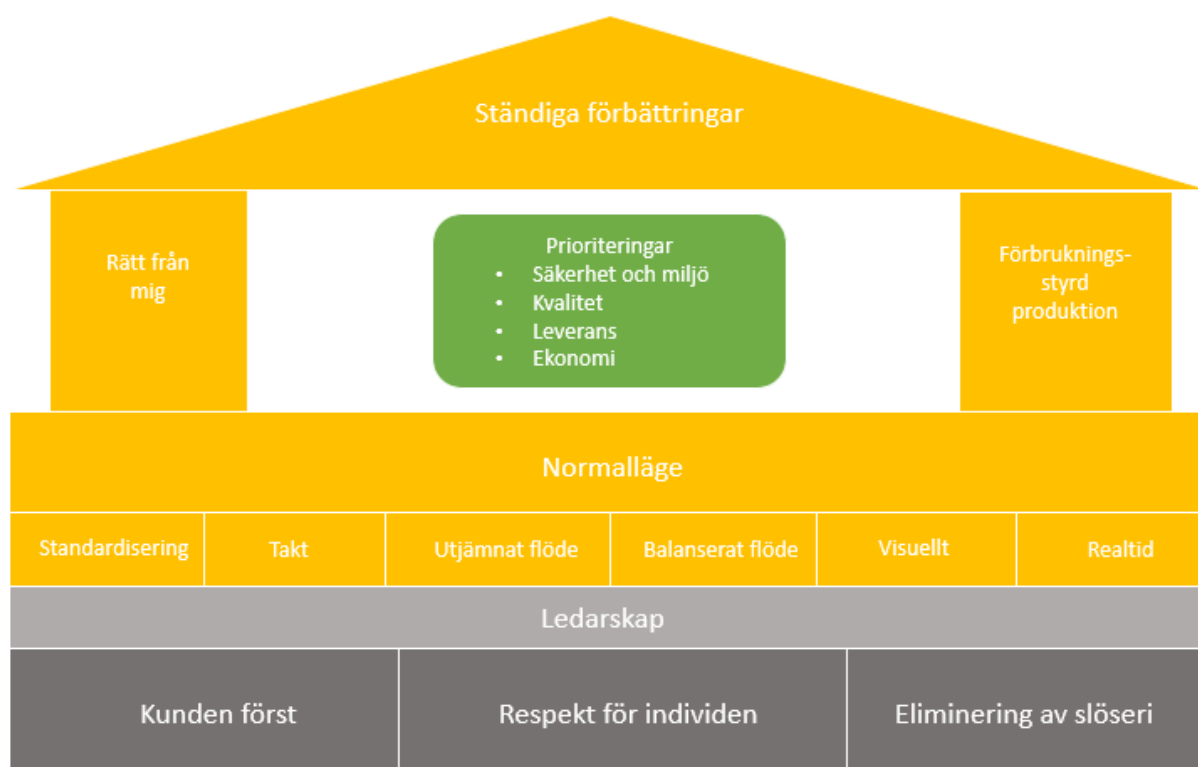 Ständiga förbättringar
Rätt från
mig
Prioriteringar
• Säkerhet och miljö
• Kvalitet
• Leverans
• Ekonomi
Förbruknings-
styrd
produktion
Normalläge
Standardisering
Takt
Utjämnat flöde
Balanserat flöde
Visuellt
Realtid
Ledarskap
Kunden först
Respekt för individen
Eliminering av slöseri